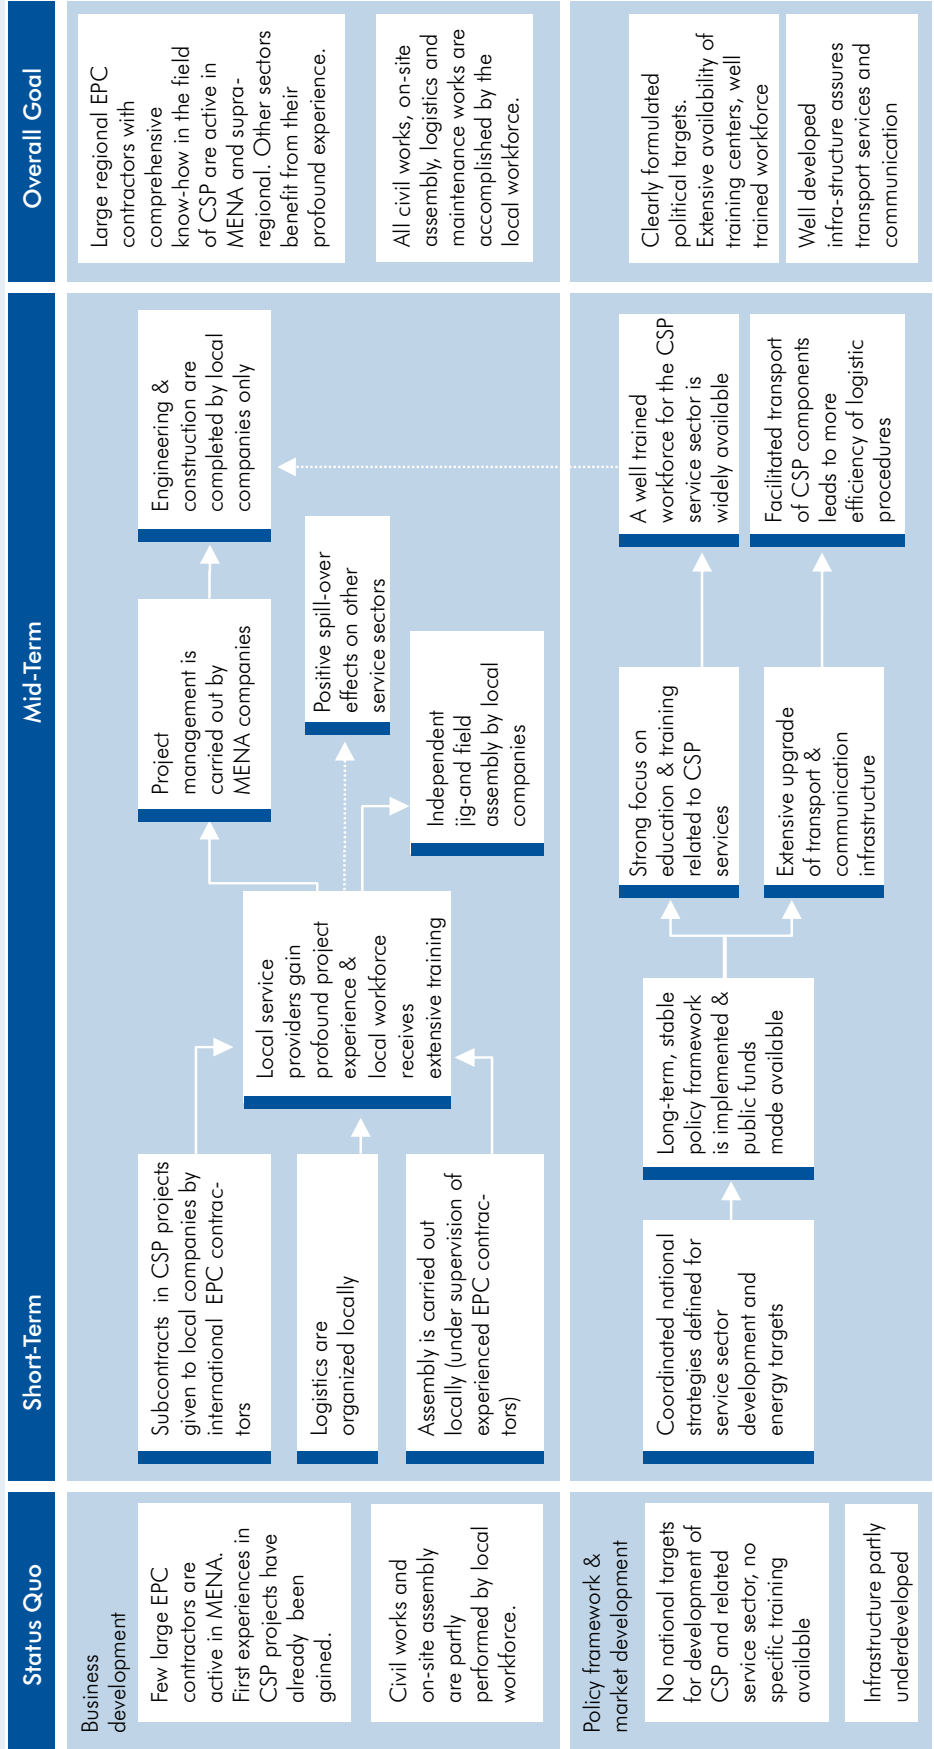 Status Quo
Short-Term
Mid-Term
Overall Goal
Business
development
Few large EPC
contractors are
active in MENA.
First experiences in
CSP projects have
already been
gained.
Civil works and
on-site assembly
are partly
performed by local
workforce.
Subcontracts in CSP projects
given to local companies by
international EPC contrac-
tors
Logistics are
organized locally
Assembly is carried out
locally (under supervision of
experienced EPC contrac-
tors)
Local service
providers gain
profound project
experience &
local workforce
receives
extensive training
Project
management is
carried out by
MENA companies
Positive spill-over
effects on other
service sectors
Independent
jig-and field
assembly by local
companies
Engineering &
construction are
completed by local
companies only
Large regional EPC
contractors with
comprehensive
know-how in the field
of CSP are active in
MENA and supra-
regional. Other sectors
benefit from their
profound experience.
All civil works, on-site
assembly, logistics and
maintenance works are
accomplished by the
local workforce.
Policy framework &
market development
No national targets
for development of
CSP and related
service sector, no
specific training
available
Infrastructure partly
underdeveloped
Coordinated national
strategies defined for
service sector
development and
energy targets
Long-term, stable
policy framework
is implemented &
public funds
made available
Strong focus on
education & training
related to CSP
services
Extensive upgrade
of transport &
communication
infrastructure
A well trained
workforce for the CSP
service sector is
widely available
Facilitated transport
of CSP components
leads to more
efficiency of logistic
procedures
Clearly formulated
political targets.
Extensive availability of
training centers, well
trained workforce
Well developed
infra-structure assures
transport services and
communication